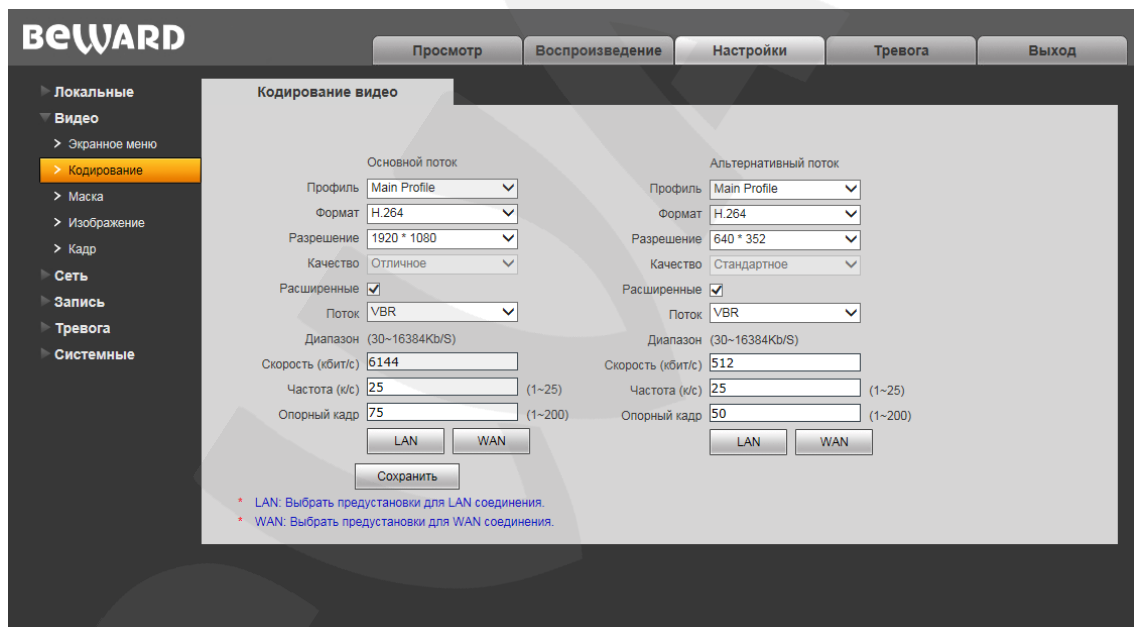 BEWARD
Просмотр Воспроизведение Настройки Тревога Выход
Локальные
Видео
> Экранное меню
> Кодирование
> Маска
> Изображение
> Кадр
Сеть
Запись
Тревога
Системные
Кодирование видео
Основной поток
Профиль Main Profile
Формат H.264
Разрешение 1920 * 1080
Качество Отличное
Расширенные
Поток VBR
Диапазон (30~16384Kb/S)
Скорость (кбит/с) 6144
Частота (к/с) 25 (1~25)
Опорный кадр 75 (1~200)
LAN WAN
Альтернативный поток
Профиль Main Profile
Формат H.264
Разрешение 640 * 352
Качество Стандартное
Расширенные
Поток VBR
Диапазон (30~16384Kb/S)
Скорость (кбит/с) 512
Частота (к/с) 25 (1~25)
Опорный кадр 50 (1~200)
LAN WAN
Сохранить
* LAN: Выбрать предустановки для LAN соединения.
* WAN: Выбрать предустановки для WAN соединения.